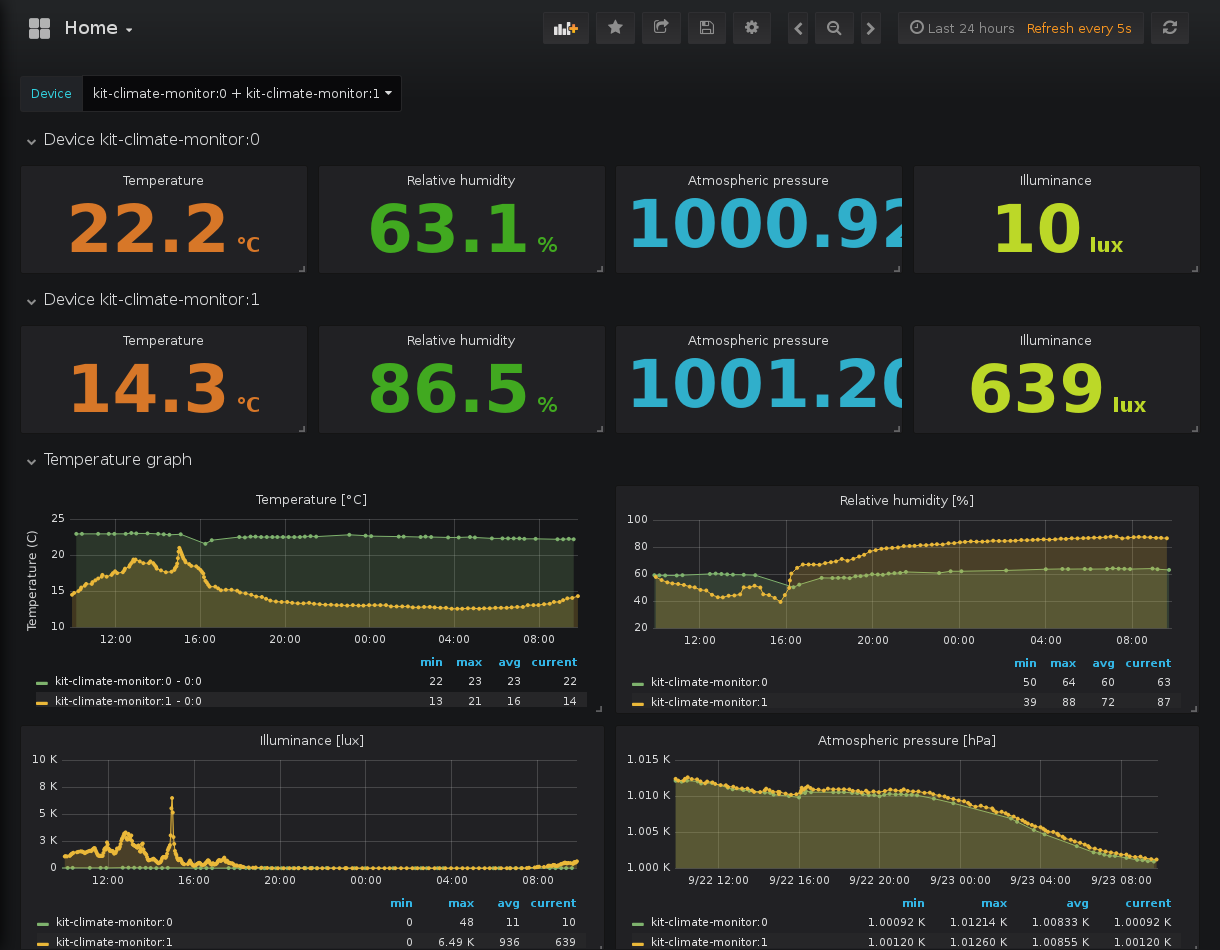 Home
Last 24 hours Refresh every 5s
Device kit-climate-monitor:0 + kit-climate-monitor:1
Device kit-climate-monitor:0
Temperature Relative humidity Atmospheric pressure Illuminance
22.2 °C 63.1 % 1000.92 10 lux
Device kit-climate-monitor:1
Temperature Relative humidity Atmospheric pressure Illuminance
14.3 °C 86.5 % 1001.20 639 lux
Temperature graph
Temperature [°C]
Temperature (C)
25
20
15
10
12:00 16:00 20:00 00:00 04:00 08:00
min max avg current
kit-climate-monitor:0 - 0:0 22 23 23 22
kit-climate-monitor:1 - 0:0 13 21 16 14
Relative humidity [%]
100
80
60
40
20
12:00 16:00 20:00 00:00 04:00 08:00
min max avg current
kit-climate-monitor:0 50 64 60 63
kit-climate-monitor:1 39 88 72 87
Illuminance [lux]
10 K
8 K
5 K
3 K
0
12:00 16:00 20:00 00:00 04:00 08:00
min max avg current
kit-climate-monitor:0 0 48 11 10
kit-climate-monitor:1 0 6.49 K 936 639
Atmospheric pressure [hPa]
1.015 K
1.010 K
1.005 K
1.000 K
9/22 12:00 9/22 16:00 9/22 20:00 9/23 00:00 9/23 04:00 9/23 08:00
min max avg current
kit-climate-monitor:0 1.00092 K 1.01214 K 1.00833 K 1.00092 K
kit-climate-monitor:1 1.00120 K 1.01260 K 1.00855 K 1.00120 K